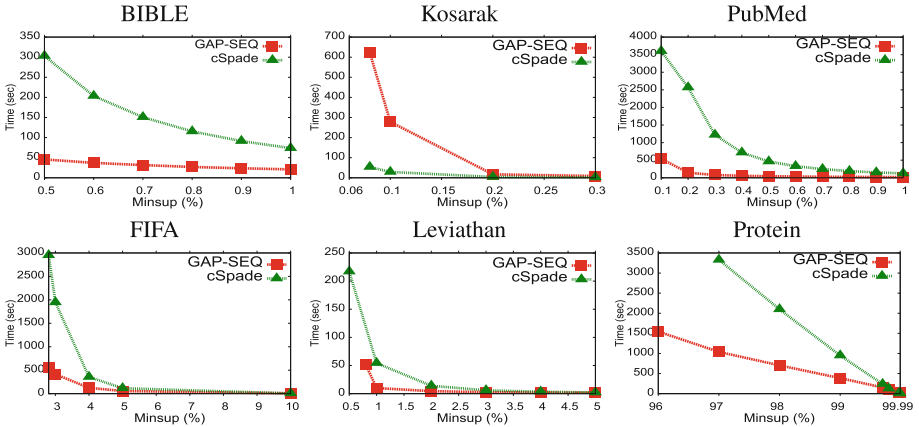 BIBLE
350
300
250
200
150
100
50
0
Time (sec)
GAP-SEQ
cSpade
0.5 0.6 0.7 0.8 0.9 1
Minsup (%)
Kosarak
700
600
500
400
300
200
100
0
Time (sec)
GAP-SEQ
cSpade
0.06 0.1 0.15 0.2 0.25 0.3
Minsup (%)
PubMed
4000
3500
3000
2500
2000
1500
1000
500
0
Time (sec)
GAP-SEQ
cSpade
0.1 0.2 0.3 0.4 0.5 0.6 0.7 0.8 0.9 1
Minsup (%)
FIFA
3000
2500
2000
1500
1000
500
0
Time (sec)
GAP-SEQ
cSpade
3 4 5 6 7 8 9 10
Minsup (%)
Leviathan
250
200
150
100
50
0
Time (sec)
GAP-SEQ
cSpade
0.5 1 1.5 2 2.5 3 3.5 4 4.5 5
Minsup (%)
Protein
3500
3000
2500
2000
1500
1000
500
0
Time (sec)
GAP-SEQ
cSpade
96 97 98 99 99.99
Minsup (%)